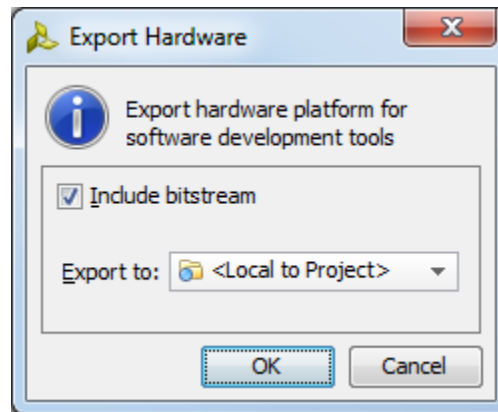 Export Hardware
Export hardware platform for
software development tools
Include bitstream
Export to: <Local to Project>
OK Cancel